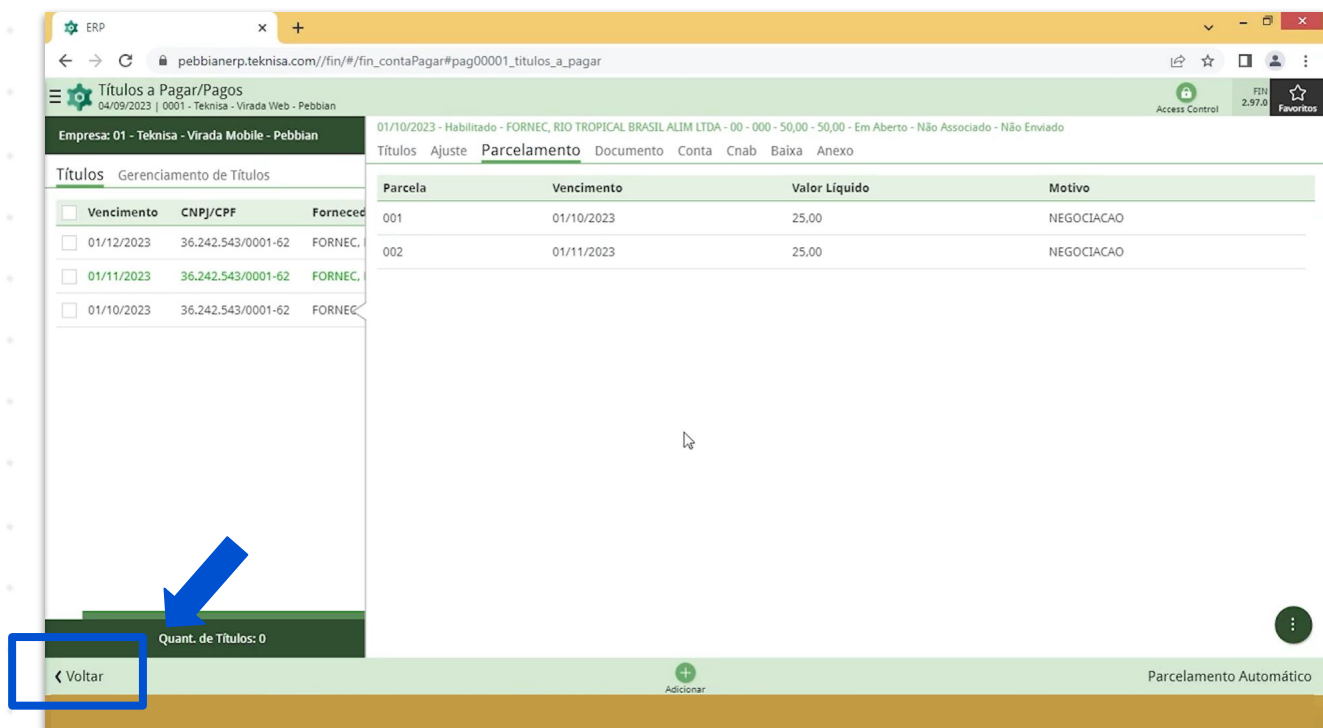 ERP
pebbianerp.teknisa.com//fin/#/fin_contaPagar#pag00001_titulos_a_pagar
Títulos a Pagar/Pagos
04/09/2023 | 0001 - Teknisa - Virada Web - Pebbian
Access Control
FIN
2.97.0
Favoritos
Empresa: 01 - Teknisa - Virada Mobile - Pebbian
Títulos Gerenciamento de Títulos
Vencimento CNPJ/CPF Forneced
01/12/2023 36.242.543/0001-62 FORNEC,
01/11/2023 36.242.543/0001-62 FORNEC,
01/10/2023 36.242.543/0001-62 FORNEC
Quant. de Títulos: 0
01/10/2023 - Habilitado - FORNEC, RIO TROPICAL BRASIL ALIM LTDA - 00 - 000 - 50,00 - 50,00 - Em Aberto - Não Associado - Não Enviado
Títulos Ajuste Parcelamento Documento Conta Cnab Baixa Anexo
Parcela Vencimento Valor Líquido Motivo
001 01/10/2023 25,00 NEGOCIACAO
002 01/11/2023 25,00 NEGOCIACAO
Voltar
Adicionar
Parcelamento Automático